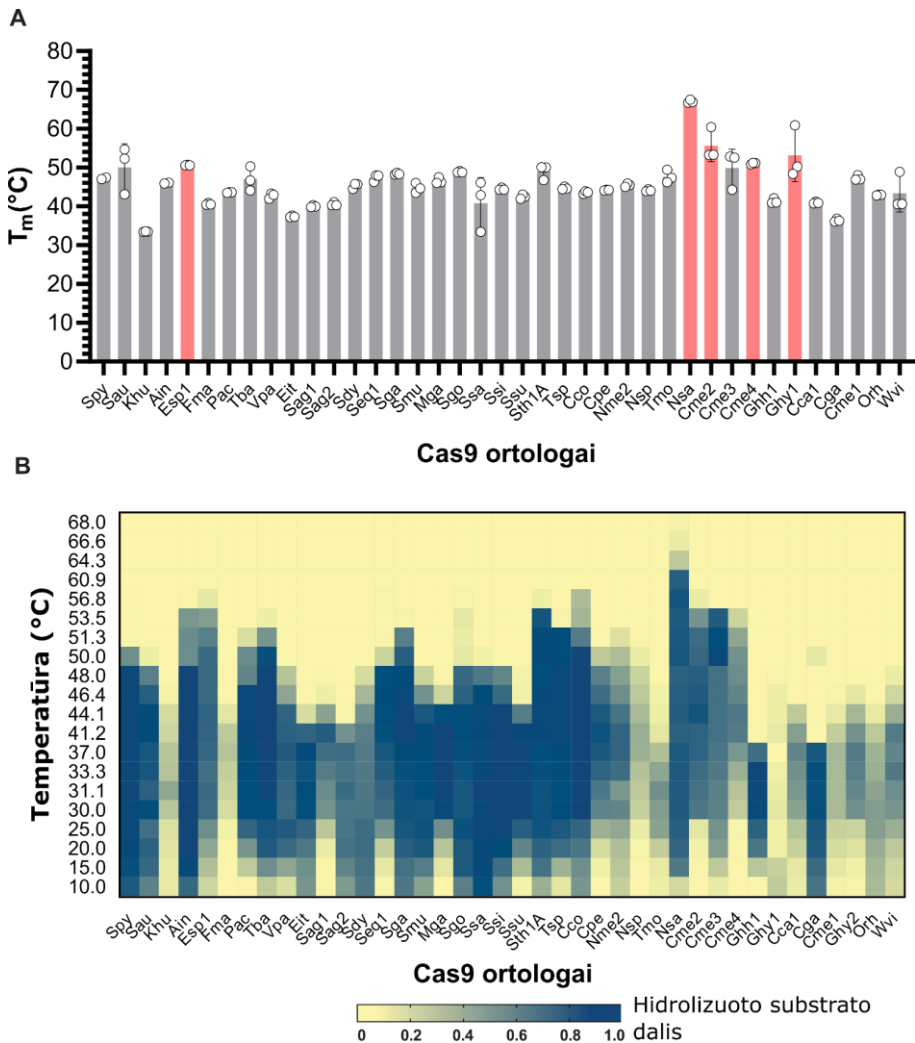 A
80
70
60
50
40
30
20
10
0
Tm(°C)
Spy Sau Khu Ain Esp1 Fma Pac Tba Vpa Eit Sag1 Sag2 Sdy Seq1 Sga Smu Mga Sgo Ssa Ssi Ssu Sth1A Tsp Cco Cpe Nme2 Nsp Tmo Nsa Cme2 Cme3 Cme4 Ghh1 Ghy1 Cca1 Cga Cme1 Orh Wvi
Cas9 ortologai
B
68.0
66.6
64.3
60.9
56.8
53.5
51.3
50.0
48.0
46.4
44.1
41.2
37.0
33.3
31.1
30.0
25.0
20.0
15.0
10.0
Temperatūra (°C)
Spy Sau Khu Ain Esp1 Fma Pac Tba Vpa Eit Sag1 Sag2 Sdy Seq1 Sga Smu Mga Sgo Ssa Ssi Ssu Sth1A Tsp Cco Cpe Nme2 Nsp Tmo Nsa Cme2 Cme3 Cme4 Ghh1 Ghy1 Cca1 Cga Cme1 Ghy2 Orh Wvi
Cas9 ortologai
0 0.2 0.4 0.6 0.8 1.0
Hidrolizuoto substrato
dalis